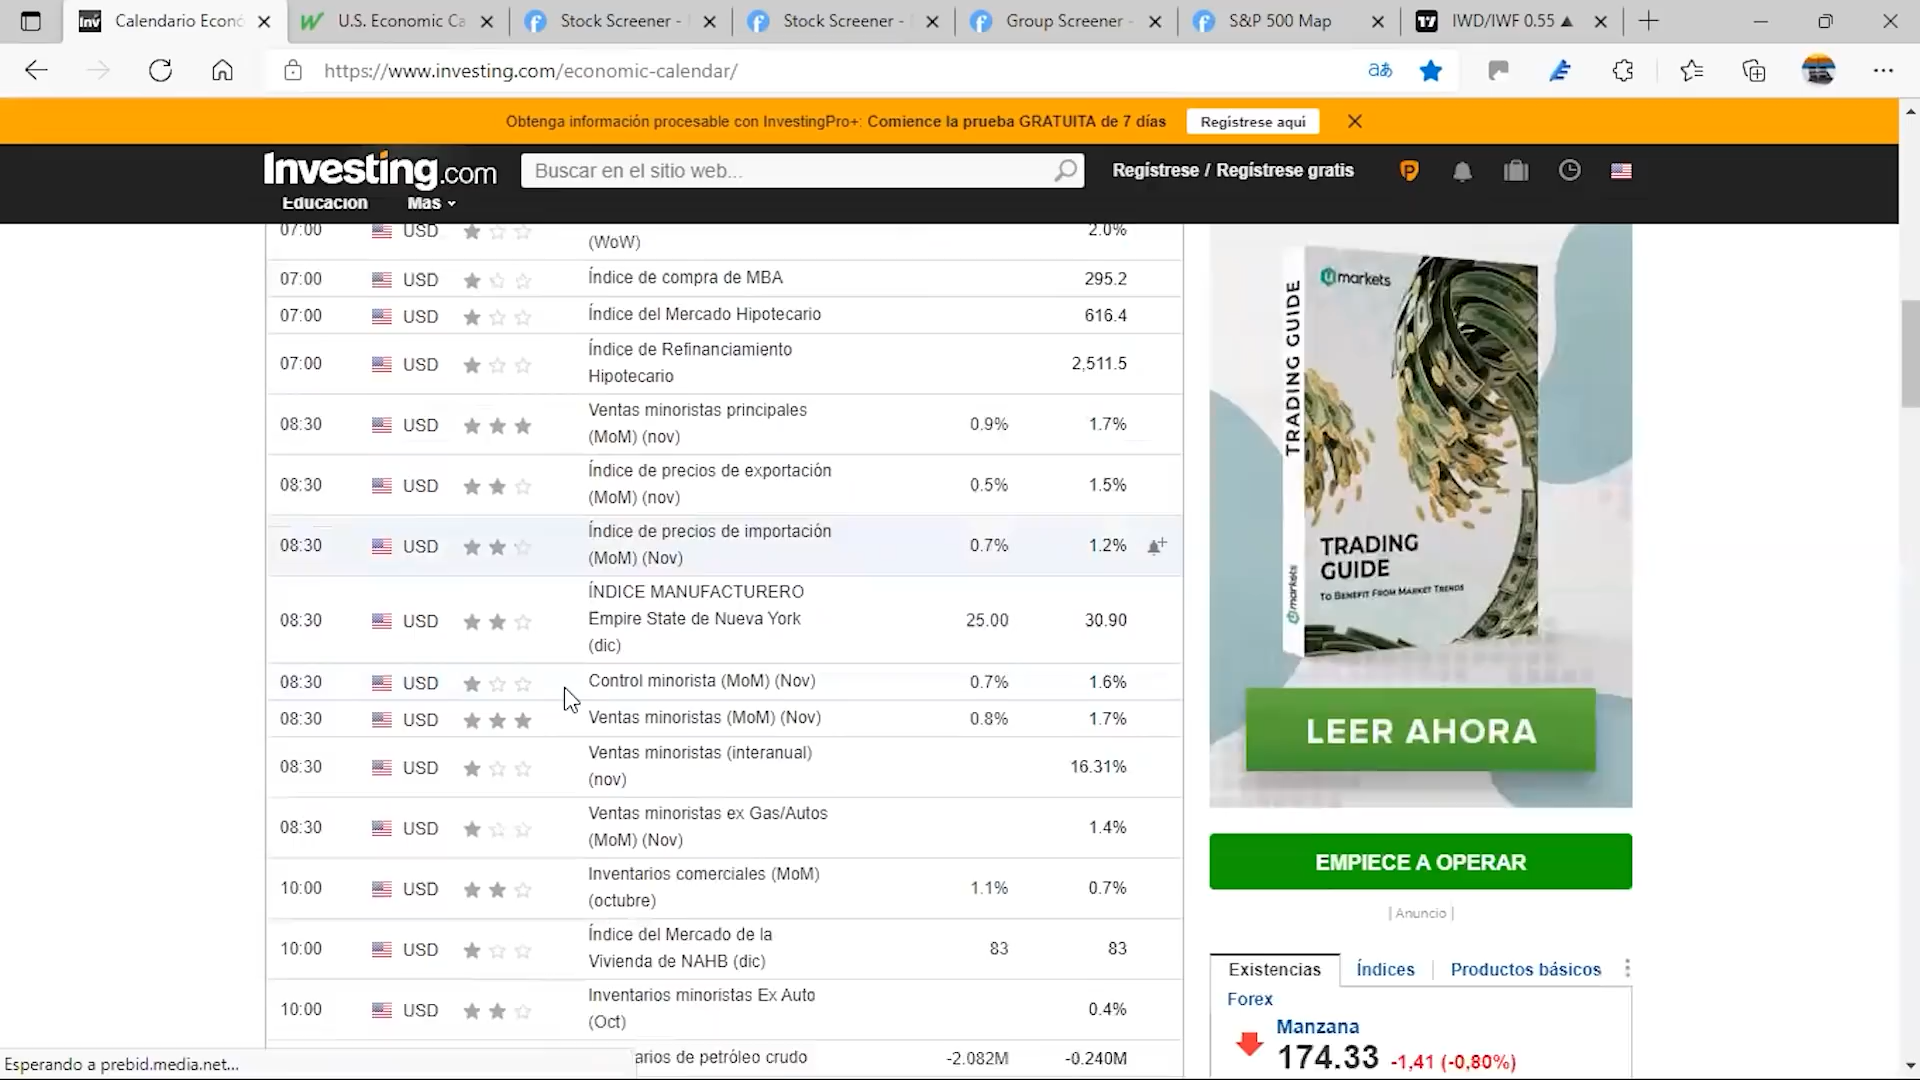 Calendario Econó
U.S. Economic Ca
Stock Screener -
Stock Screener -
Group Screener -
S&P 500 Map
IWD/IWF 0.55 ▲
https://www.investing.com/economic-calendar/
Obtenga información procesable con InvestingPro+: Comience la prueba GRATUITA de 7 días
Regístrese aquí
Investing.com
Buscar en el sitio web...
Regístrese / Regístrese gratis
Educación
Más
07:00 USD (WoW) 2.0%
07:00 USD Índice de compra de MBA 295.2
07:00 USD Índice del Mercado Hipotecario 616.4
07:00 USD Índice de Refinanciamiento 2,511.5
Hipotecario
08:30 USD Ventas minoristas principales 0.9% 1.7%
(MoM) (nov)
08:30 USD Índice de precios de exportación 0.5% 1.5%
(MoM) (nov)
08:30 USD Índice de precios de importación 0.7% 1.2%
(MoM) (Nov)
08:30 USD ÍNDICE MANUFACTURERO 25.00 30.90
Empire State de Nueva York
(dic)
08:30 USD Control minorista (MoM) (Nov) 0.7% 1.6%
08:30 USD Ventas minoristas (MoM) (Nov) 0.8% 1.7%
08:30 USD Ventas minoristas (interanual) 16.31%
(nov)
08:30 USD Ventas minoristas ex Gas/Autos 1.4%
(MoM) (Nov)
10:00 USD Inventarios comerciales (MoM) 1.1% 0.7%
(octubre)
10:00 USD Índice del Mercado de la 83 83
Vivienda de NAHB (dic)
10:00 USD Inventarios minoristas Ex Auto 0.4%
(Oct)
arios de petróleo crudo -2.082M -0.240M
Esperando a prebid.media.net...
umarkets
TRADING GUIDE
TRADING
GUIDE
TO BENEFIT FROM MARKET TRENDS
umarkets
LEER AHORA
EMPIECE A OPERAR
| Anuncio |
Existencias
Índices
Productos básicos
Forex
Manzana
174.33 -1,41 (-0,80%)